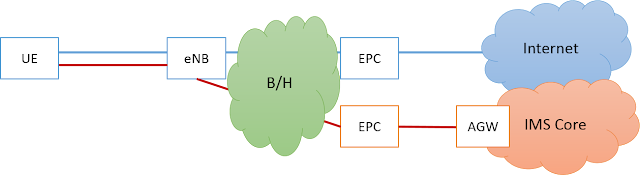 UE
eNB
B/H
EPC
Internet
EPC
AGW
IMS Core